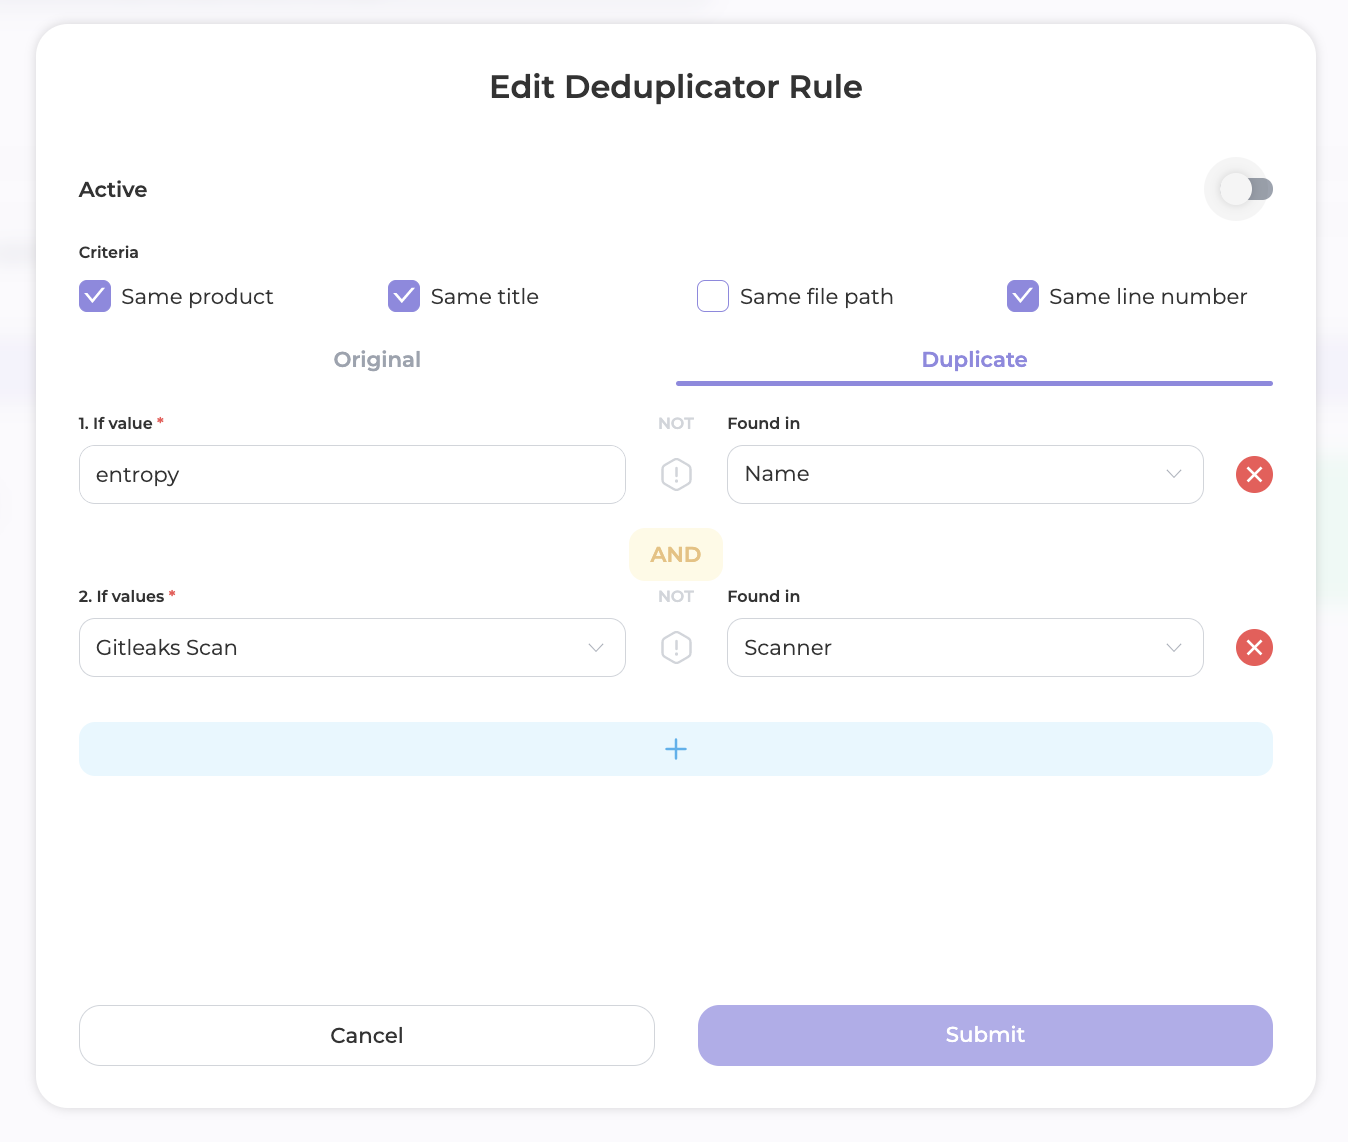 Edit Deduplicator Rule
Active
Criteria
Same product Same title Same file path Same line number
Original Duplicate
1. If value * NOT Found in
entropy Name
AND
2. If values * NOT Found in
Gitleaks Scan Scanner
Cancel Submit